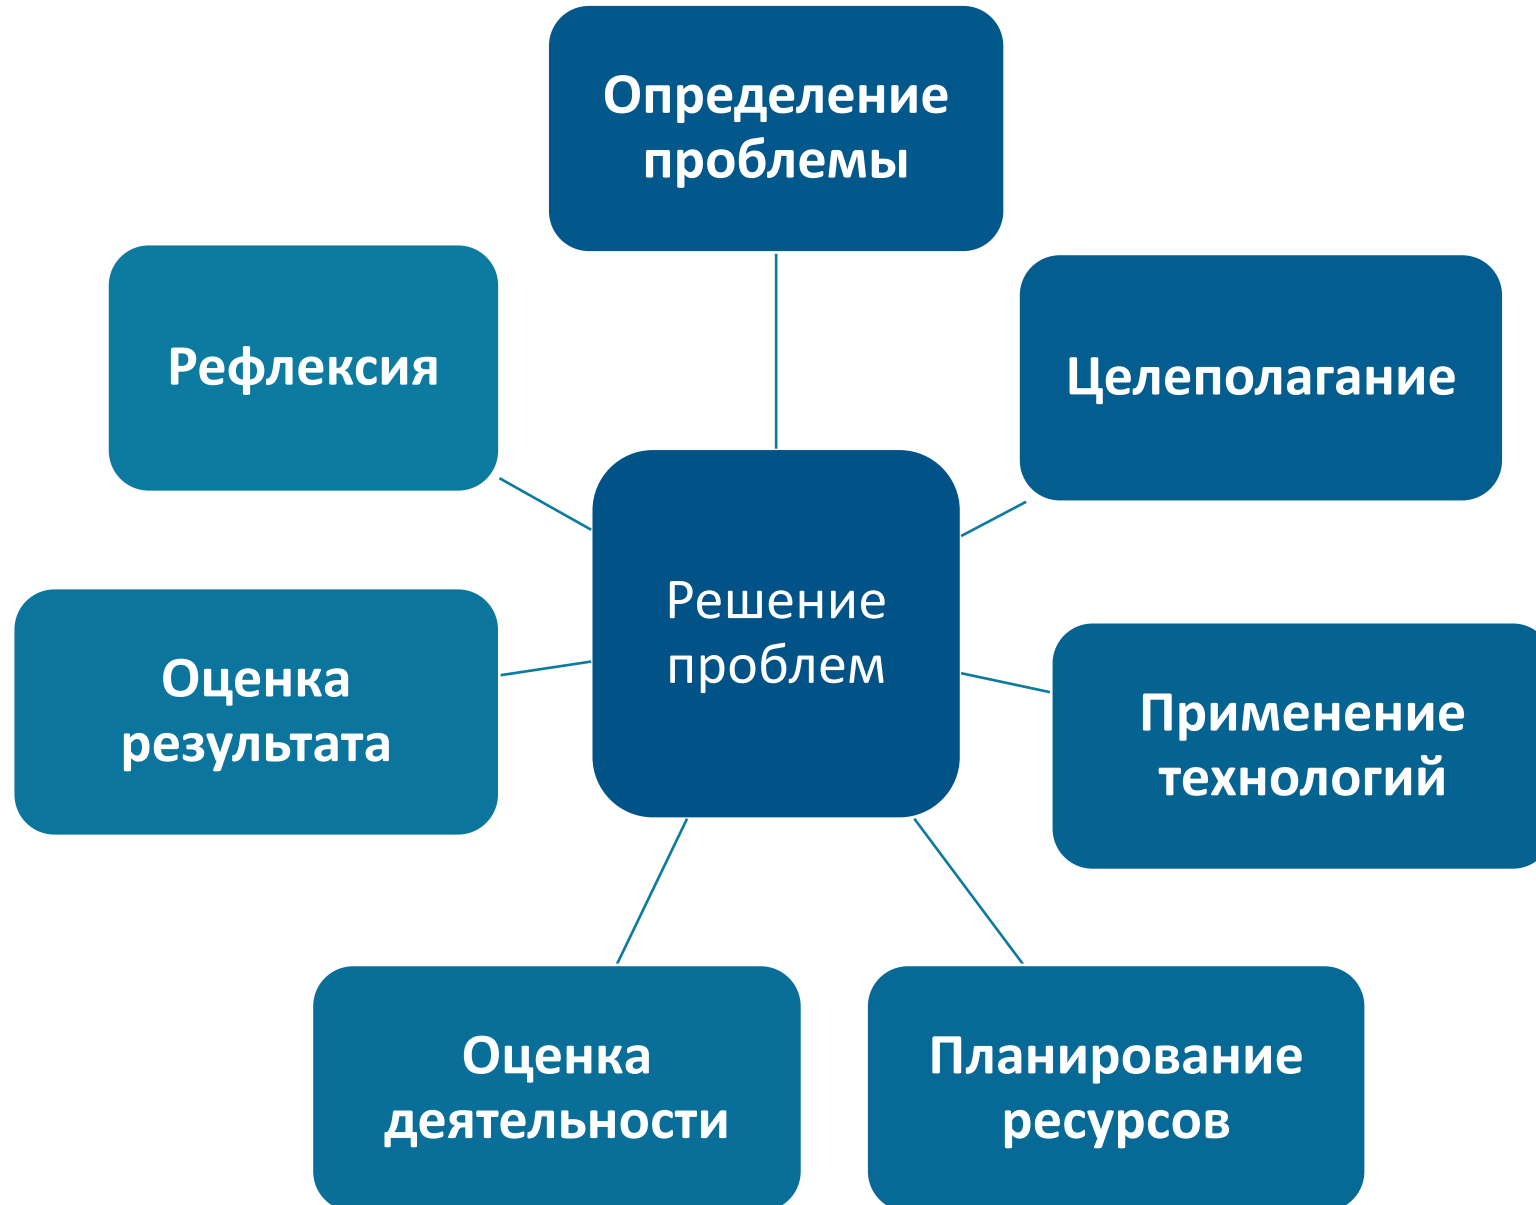 Определение
проблемы
Целеполагание
Применение
технологий
Планирование
ресурсов
Оценка
деятельности
Оценка
результата
Рефлексия
Решение
проблем